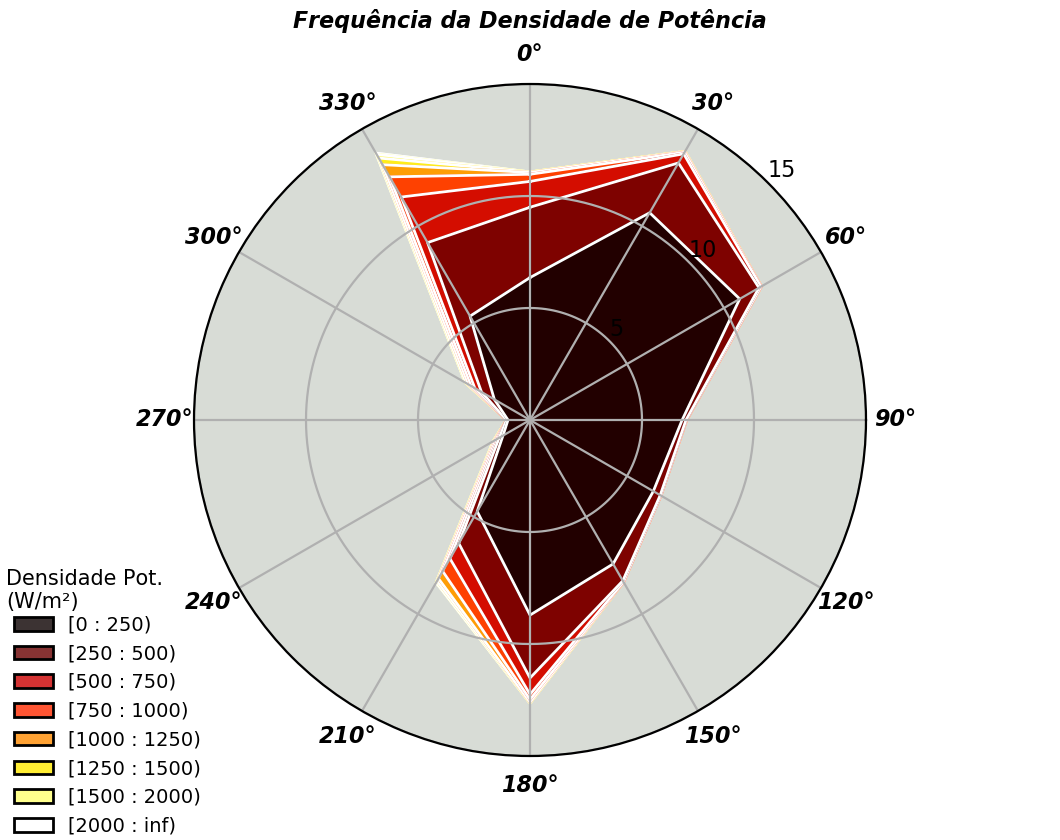 Frequência da Densidade de Potência
0°
330°
30°
15
300°
60°
10
5
270°
90°
240°
120°
210°
150°
180°
Densidade Pot.
(W/m²)
[0 : 250)
[250 : 500)
[500 : 750)
[750 : 1000)
[1000 : 1250)
[1250 : 1500)
[1500 : 2000)
[2000 : inf)